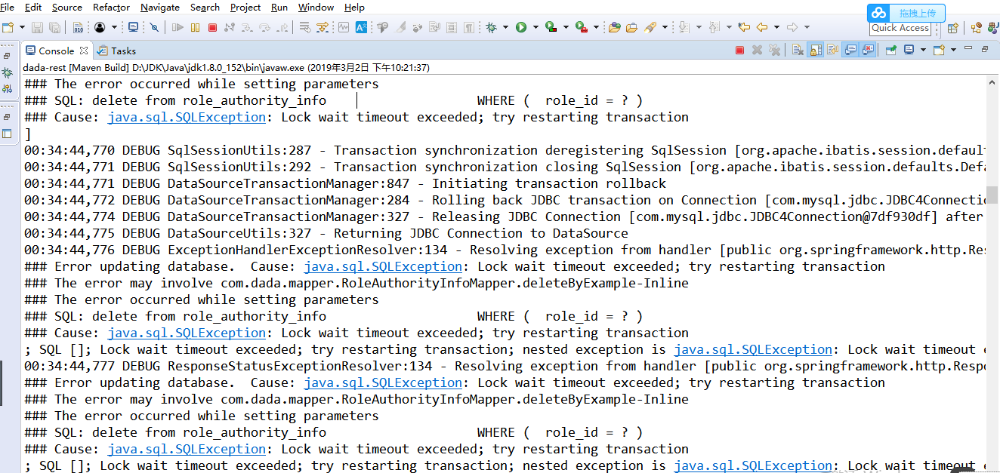 File Edit Source Refactor Navigate Search Project Run Window Help
拖拽上传
Quick Access
Console Tasks
dada-rest [Maven Build] D:\JDK\Java\jdk1.8.0_152\bin\javaw.exe (2019年3月2日 下午10:21:37)
### The error occurred while setting parameters
### SQL: delete from role_authority_info WHERE ( role_id = ? )
### Cause: java.sql.SQLException: Lock wait timeout exceeded; try restarting transaction
]
00:34:44,770 DEBUG SqlSessionUtils:287 - Transaction synchronization deregistering SqlSession [org.apache.ibatis.session.defaul
00:34:44,771 DEBUG SqlSessionUtils:292 - Transaction synchronization closing SqlSession [org.apache.ibatis.session.defaults.Defa
00:34:44,771 DEBUG DataSourceTransactionManager:847 - Initiating transaction rollback
00:34:44,772 DEBUG DataSourceTransactionManager:284 - Rolling back JDBC transaction on Connection [com.mysql.jdbc.JDBC4Connectio
00:34:44,774 DEBUG DataSourceTransactionManager:327 - Releasing JDBC Connection [com.mysql.jdbc.JDBC4Connection@7df930df] after
00:34:44,775 DEBUG DataSourceUtils:327 - Returning JDBC Connection to DataSource
00:34:44,776 DEBUG ExceptionHandlerExceptionResolver:134 - Resolving exception from handler [public org.springframework.http.Res
### Error updating database.  Cause: java.sql.SQLException: Lock wait timeout exceeded; try restarting transaction
### The error may involve com.dada.mapper.RoleAuthorityInfoMapper.deleteByExample-Inline
### The error occurred while setting parameters
### SQL: delete from role_authority_info WHERE ( role_id = ? )
### Cause: java.sql.SQLException: Lock wait timeout exceeded; try restarting transaction
; SQL []; Lock wait timeout exceeded; try restarting transaction; nested exception is java.sql.SQLException: Lock wait timeout e
00:34:44,777 DEBUG ResponseStatusExceptionResolver:134 - Resolving exception from handler [public org.springframework.http.Respo
### Error updating database.  Cause: java.sql.SQLException: Lock wait timeout exceeded; try restarting transaction
### The error may involve com.dada.mapper.RoleAuthorityInfoMapper.deleteByExample-Inline
### The error occurred while setting parameters
### SQL: delete from role_authority_info WHERE ( role_id = ? )
### Cause: java.sql.SQLException: Lock wait timeout exceeded; try restarting transaction
; SQL []; Lock wait timeout exceeded; try restarting transaction; nested exception is java.sql.SQLException: Lock wait timeout